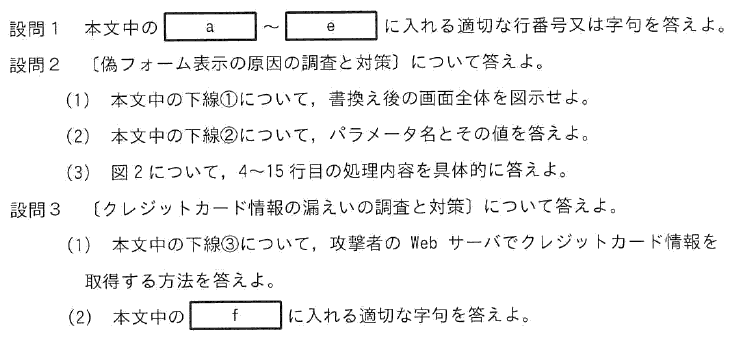 設問1 本文中の a ～ e に入れる適切な行番号又は字句を答えよ。
設問2 〔偽フォーム表示の原因の調査と対策〕について答えよ。
(1) 本文中の下線①について，書換え後の画面全体を図示せよ。
(2) 本文中の下線②について，パラメータ名とその値を答えよ。
(3) 図2について，4～15行目の処理内容を具体的に答えよ。
設問3 〔クレジットカード情報の漏えいの調査と対策〕について答えよ。
(1) 本文中の下線③について，攻撃者の Web サーバでクレジットカード情報を
取得する方法を答えよ。
(2) 本文中の f に入れる適切な字句を答えよ。